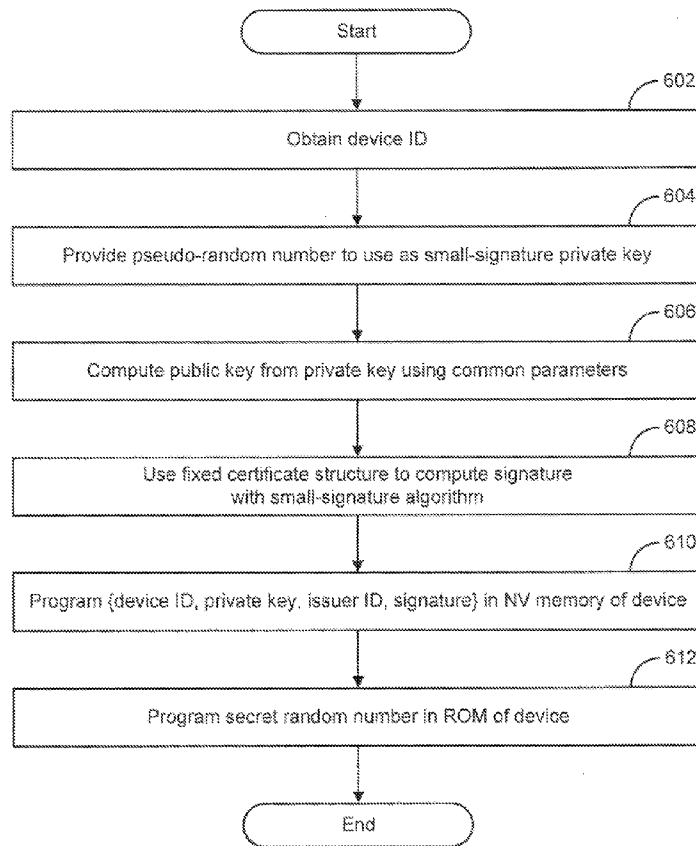 Start
602
Obtain device ID
604
Provide pseudo-random number to use as small-signature private key
606
Compute public key from private key using common parameters
608
Use fixed certificate structure to compute signature
with small-signature algorithm
610
Program {device ID, private key, issuer ID, signature} in NV memory of device
612
Program secret random number in ROM of device
End